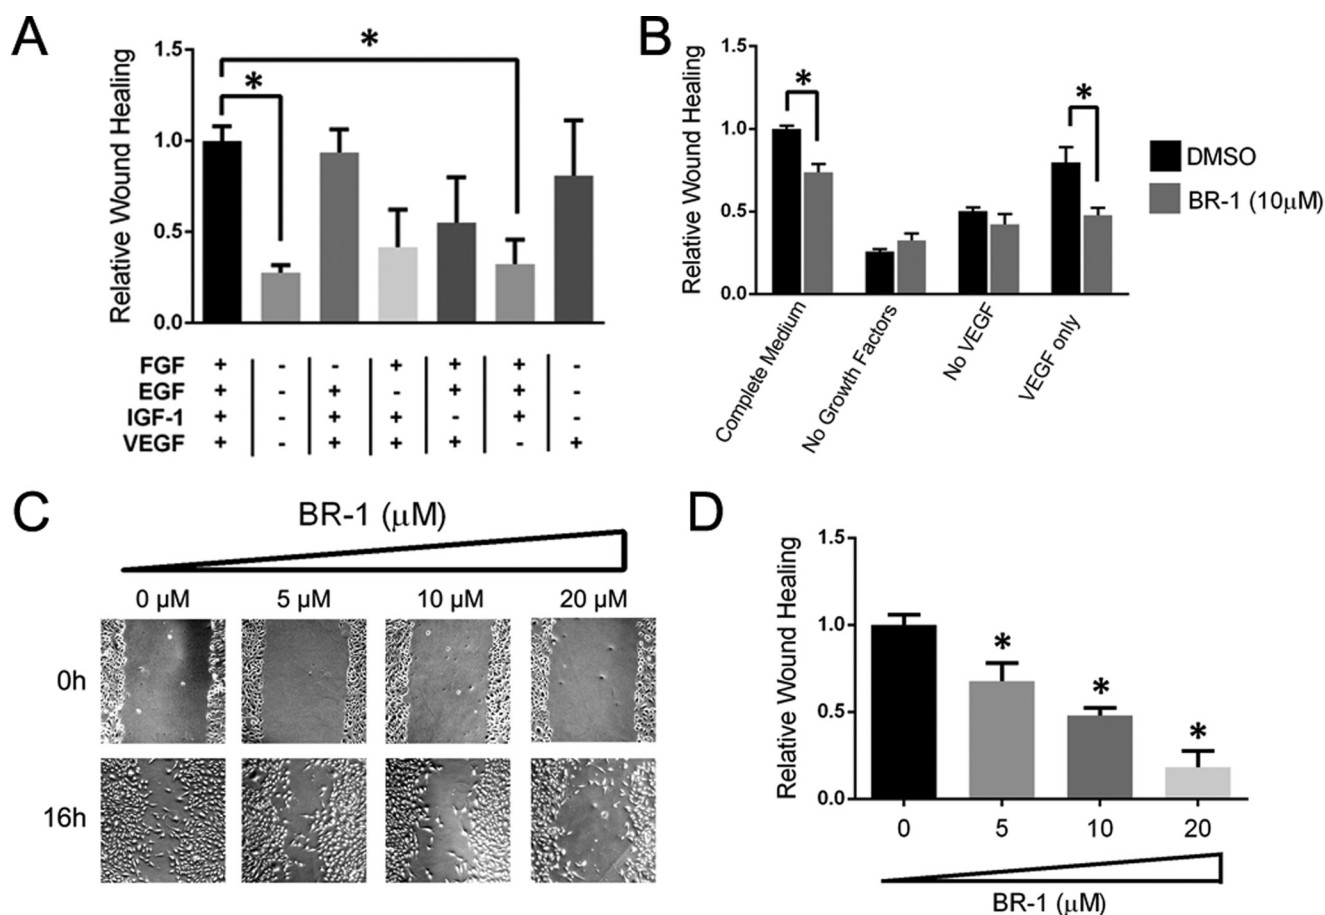 A
Relative Wound Healing
1.5
1.0
0.5
0.0
*
*
FGF + - - + + + -
EGF + - + - + + -
IGF-1 + - + + - + -
VEGF + - + + + - +
B
Relative Wound Healing
1.5
1.0
0.5
0.0
*
*
Complete Medium
No Growth Factors
No VEGF
VEGF only
DMSO
BR-1 (10μM)
C
BR-1 (μM)
0 μM 5 μM 10 μM 20 μM
0h
16h
D
Relative Wound Healing
1.5
1.0
0.5
0.0
*
*
*
0 5 10 20
BR-1 (μM)